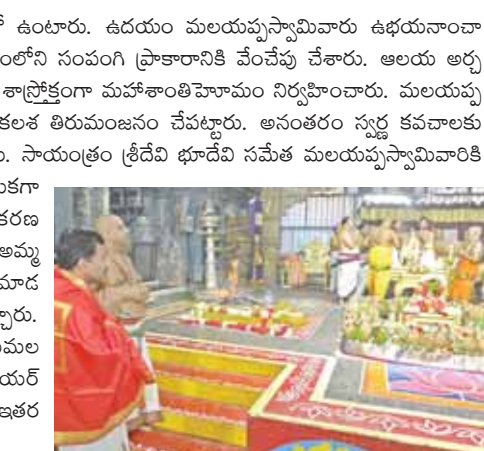 ఉంటారు. ఉదయం మలయప్పస్వామివారు ఉభయనాంచా
లోని సంపంగి ప్రాకారానికి వేంచేపు చేశారు. ఆలయ అర్చ
శాస్త్రోక్తంగా మహాశాంతిహెూమం నిర్వహించారు. మలయప్ప
కలశ తిరుమంజనం చేపట్టారు. అనంతరం స్వర్ణ కవచాలకు
సాయంత్రం శ్రీదేవి భూదేవి సమేత మలయప్పస్వామివారికి
కగా
కరణ
అమ్మ
మాడ
చ్చారు.
మల
యర్
ఇతర